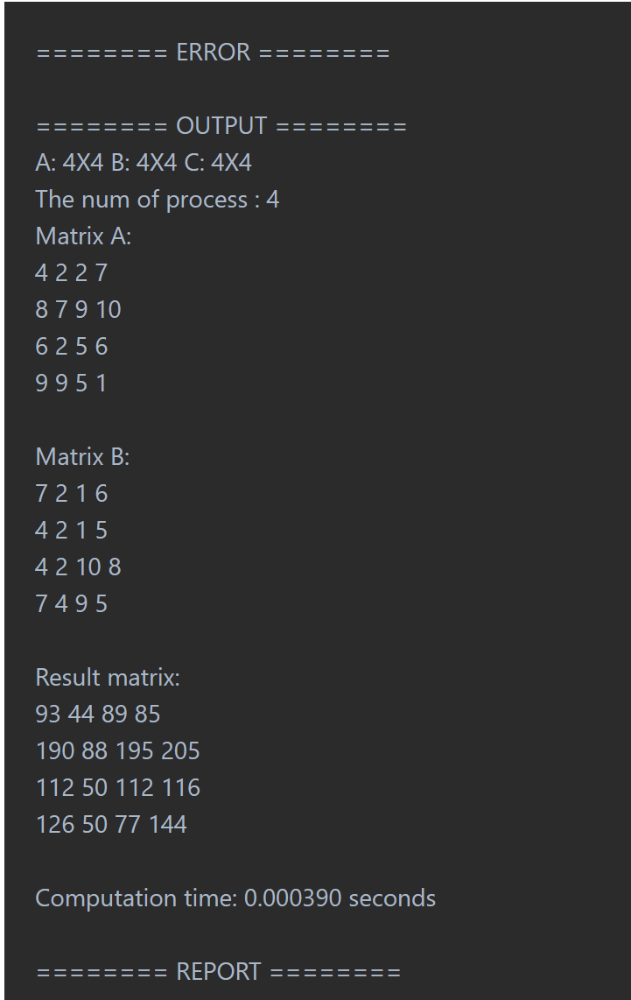 ======== ERROR ========
======== OUTPUT ========
A: 4X4 B: 4X4 C: 4X4
The num of process : 4
Matrix A:
4 2 2 7
8 7 9 10
6 2 5 6
9 9 5 1
Matrix B:
7 2 1 6
4 2 1 5
4 2 10 8
7 4 9 5
Result matrix:
93 44 89 85
190 88 195 205
112 50 112 116
126 50 77 144
Computation time: 0.000390 seconds
======== REPORT ========